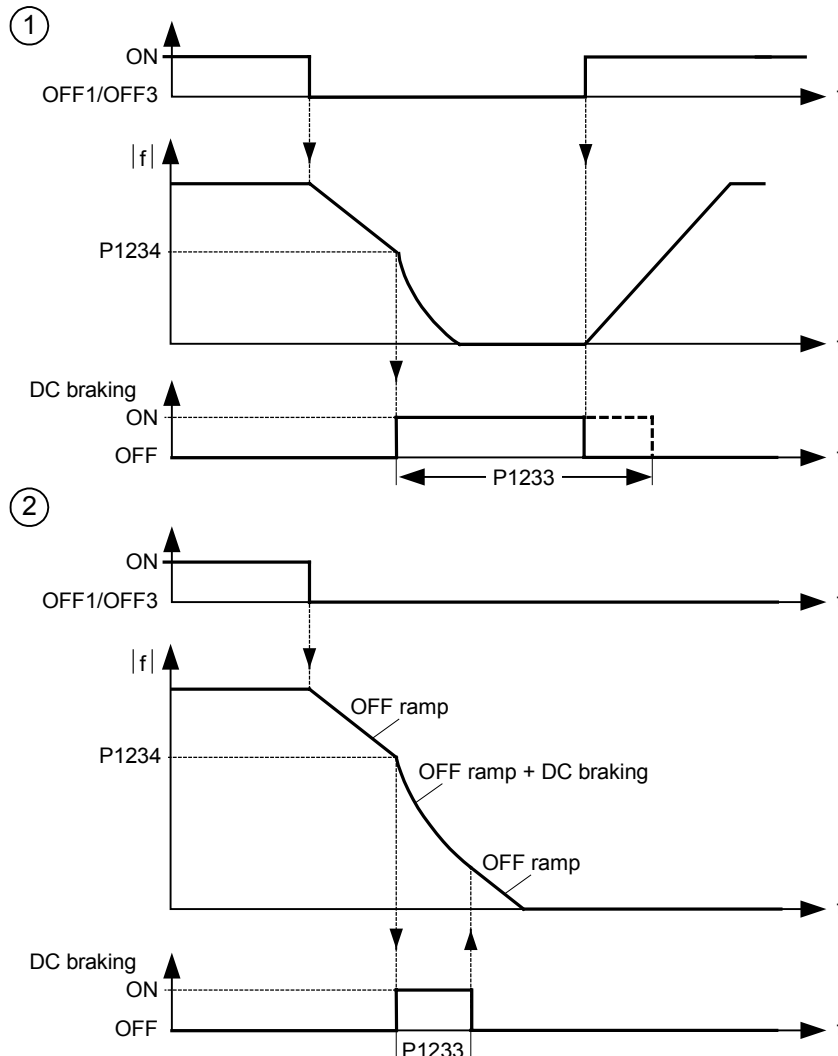 1
ON
OFF1/OFF3
|f|
P1234
DC braking
ON
OFF
P1233
2
ON
OFF1/OFF3
|f|
OFF ramp
P1234
OFF ramp + DC braking
OFF ramp
DC braking
ON
OFF
P1233